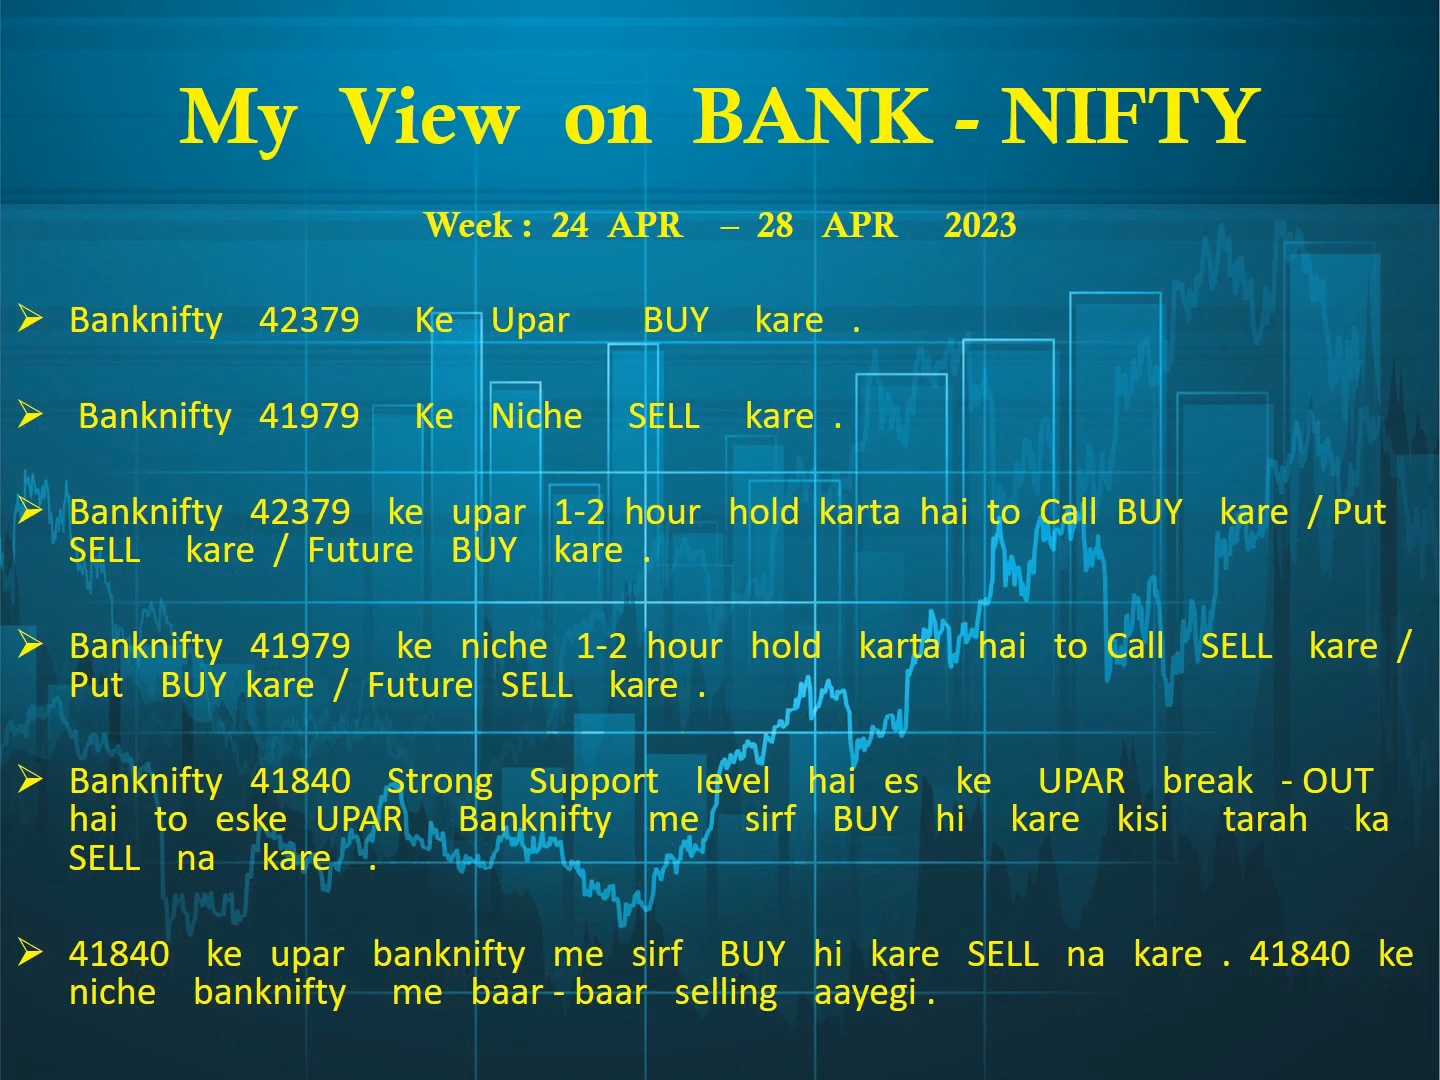 My View on BANK - NIFTY
Week : 24 APR – 28 APR 2023
➢ Banknifty 42379 Ke Upar BUY kare .
➢ Banknifty 41979 Ke Niche SELL kare .
➢ Banknifty 42379 ke upar 1-2 hour hold karta hai to Call BUY kare / Put
SELL kare / Future BUY kare .
➢ Banknifty 41979 ke niche 1-2 hour hold karta hai to Call SELL kare /
Put BUY kare / Future SELL kare .
➢ Banknifty 41840 Strong Support level hai es ke UPAR break - OUT
hai to eske UPAR Banknifty me sirf BUY hi kare kisi tarah ka
SELL na kare .
➢ 41840 ke upar banknifty me sirf BUY hi kare SELL na kare . 41840 ke
niche banknifty me baar - baar selling aayegi .